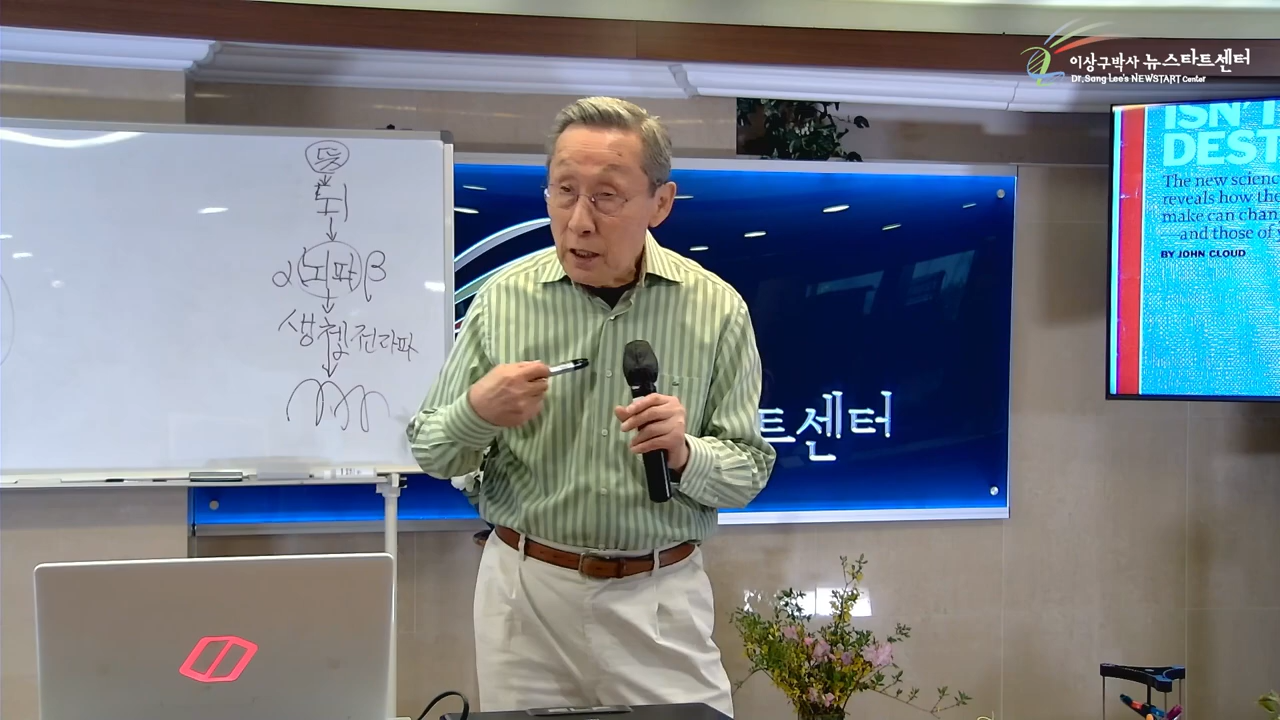 이상구박사 뉴스타트센터
Dr. Sang Lee's NEWSTART Center
뜻
뇌
α 뇌파 β
생체전자파
트센터
ISN'T
DEST
The new scienc
reveals how the
make can chan
and those of y
BY JOHN CLOUD